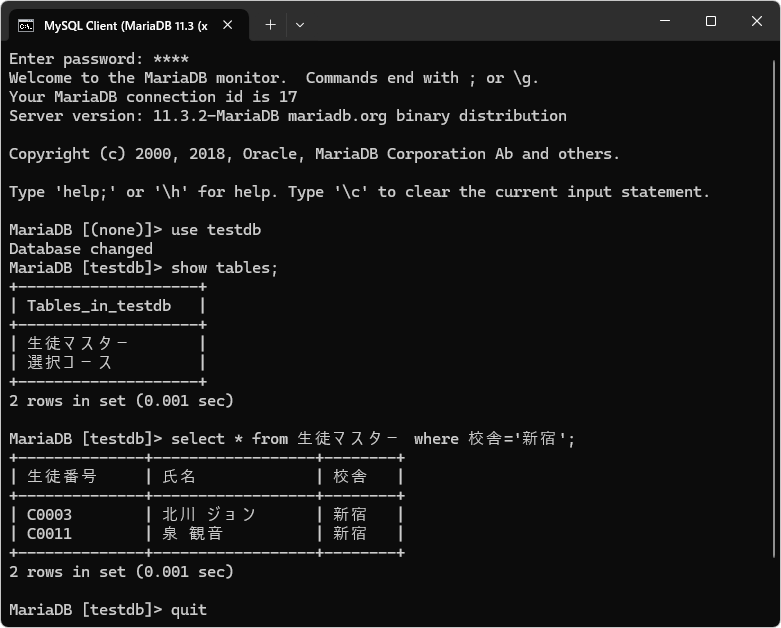 MySQL Client (MariaDB 11.3 (x
Enter password: ****
Welcome to the MariaDB monitor.  Commands end with ; or \g.
Your MariaDB connection id is 17
Server version: 11.3.2-MariaDB mariadb.org binary distribution
Copyright (c) 2000, 2018, Oracle, MariaDB Corporation Ab and others.
Type 'help;' or '\h' for help. Type '\c' to clear the current input statement.
MariaDB [(none)]> use testdb
Database changed
MariaDB [testdb]> show tables;
+--------------------+
| Tables_in_testdb   |
+--------------------+
| 生徒マスター        |
| 選択コース          |
+--------------------+
2 rows in set (0.001 sec)
MariaDB [testdb]> select * from 生徒マスター where 校舎='新宿';
+--------------+------------------+--------+
| 生徒番号     | 氏名             | 校舎   |
+--------------+------------------+--------+
| C0003        | 北川 ジョン      | 新宿   |
| C0011        | 泉 観音          | 新宿   |
+--------------+------------------+--------+
2 rows in set (0.001 sec)
MariaDB [testdb]> quit